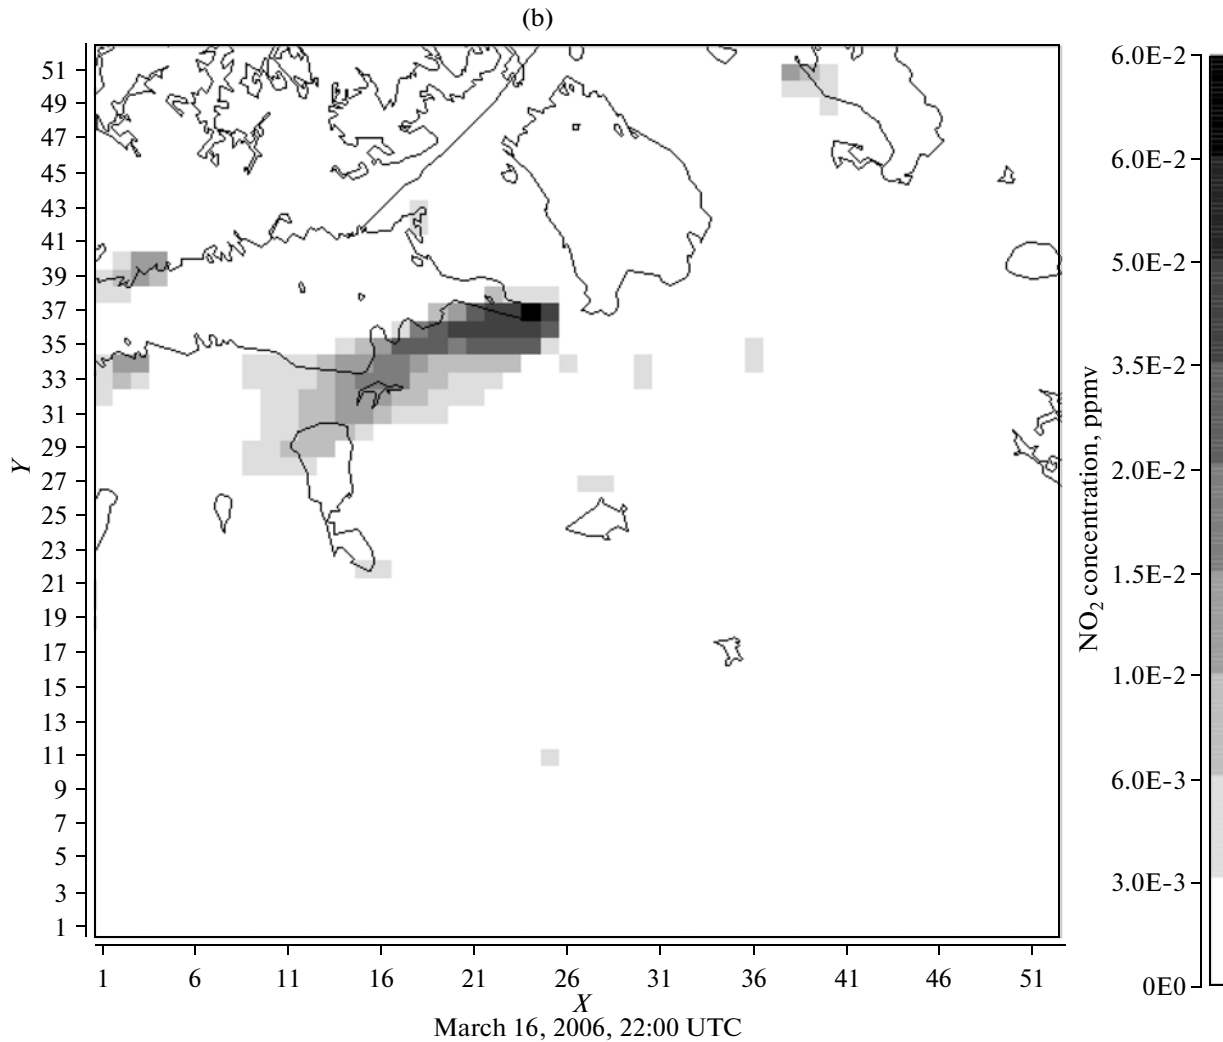 (b)
51
49
47
45
43
41
39
37
35
33
31
29
27
25
23
21
19
17
15
13
11
9
7
5
3
1
Y
1 6 11 16 21 26 31 36 41 46 51
X
March 16, 2006, 22:00 UTC
NO₂ concentration, ppmv
6.0E-2
6.0E-2
5.0E-2
3.5E-2
2.0E-2
1.5E-2
1.0E-2
6.0E-3
3.0E-3
0E0